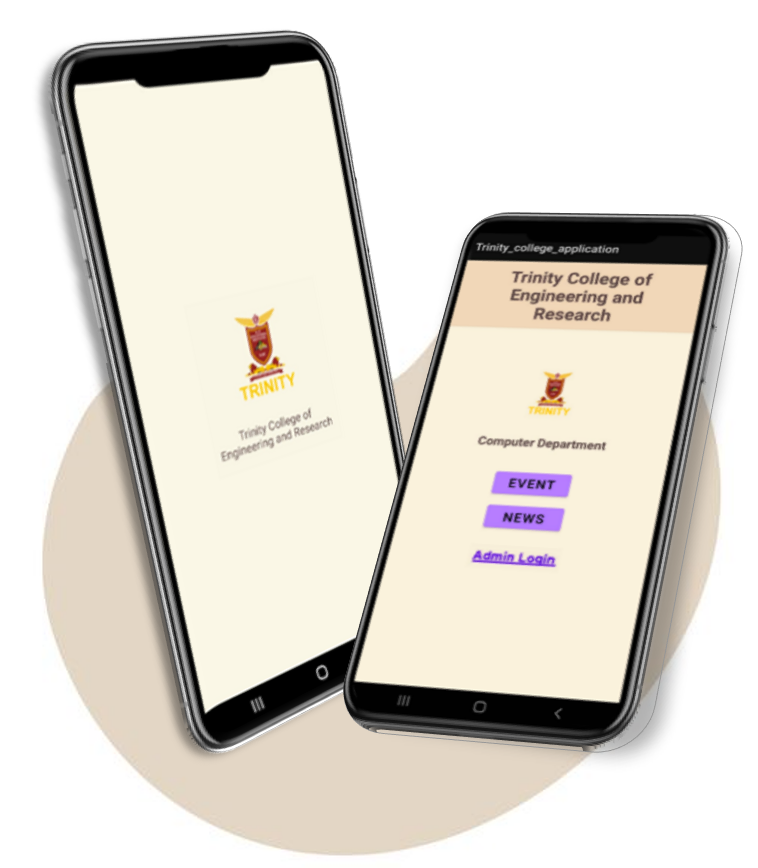 TRINITY
Trinity College of
Engineering and Research
Trinity_college_application
Trinity College of
Engineering and
Research
TRINITY
Computer Department
EVENT
NEWS
Admin Login